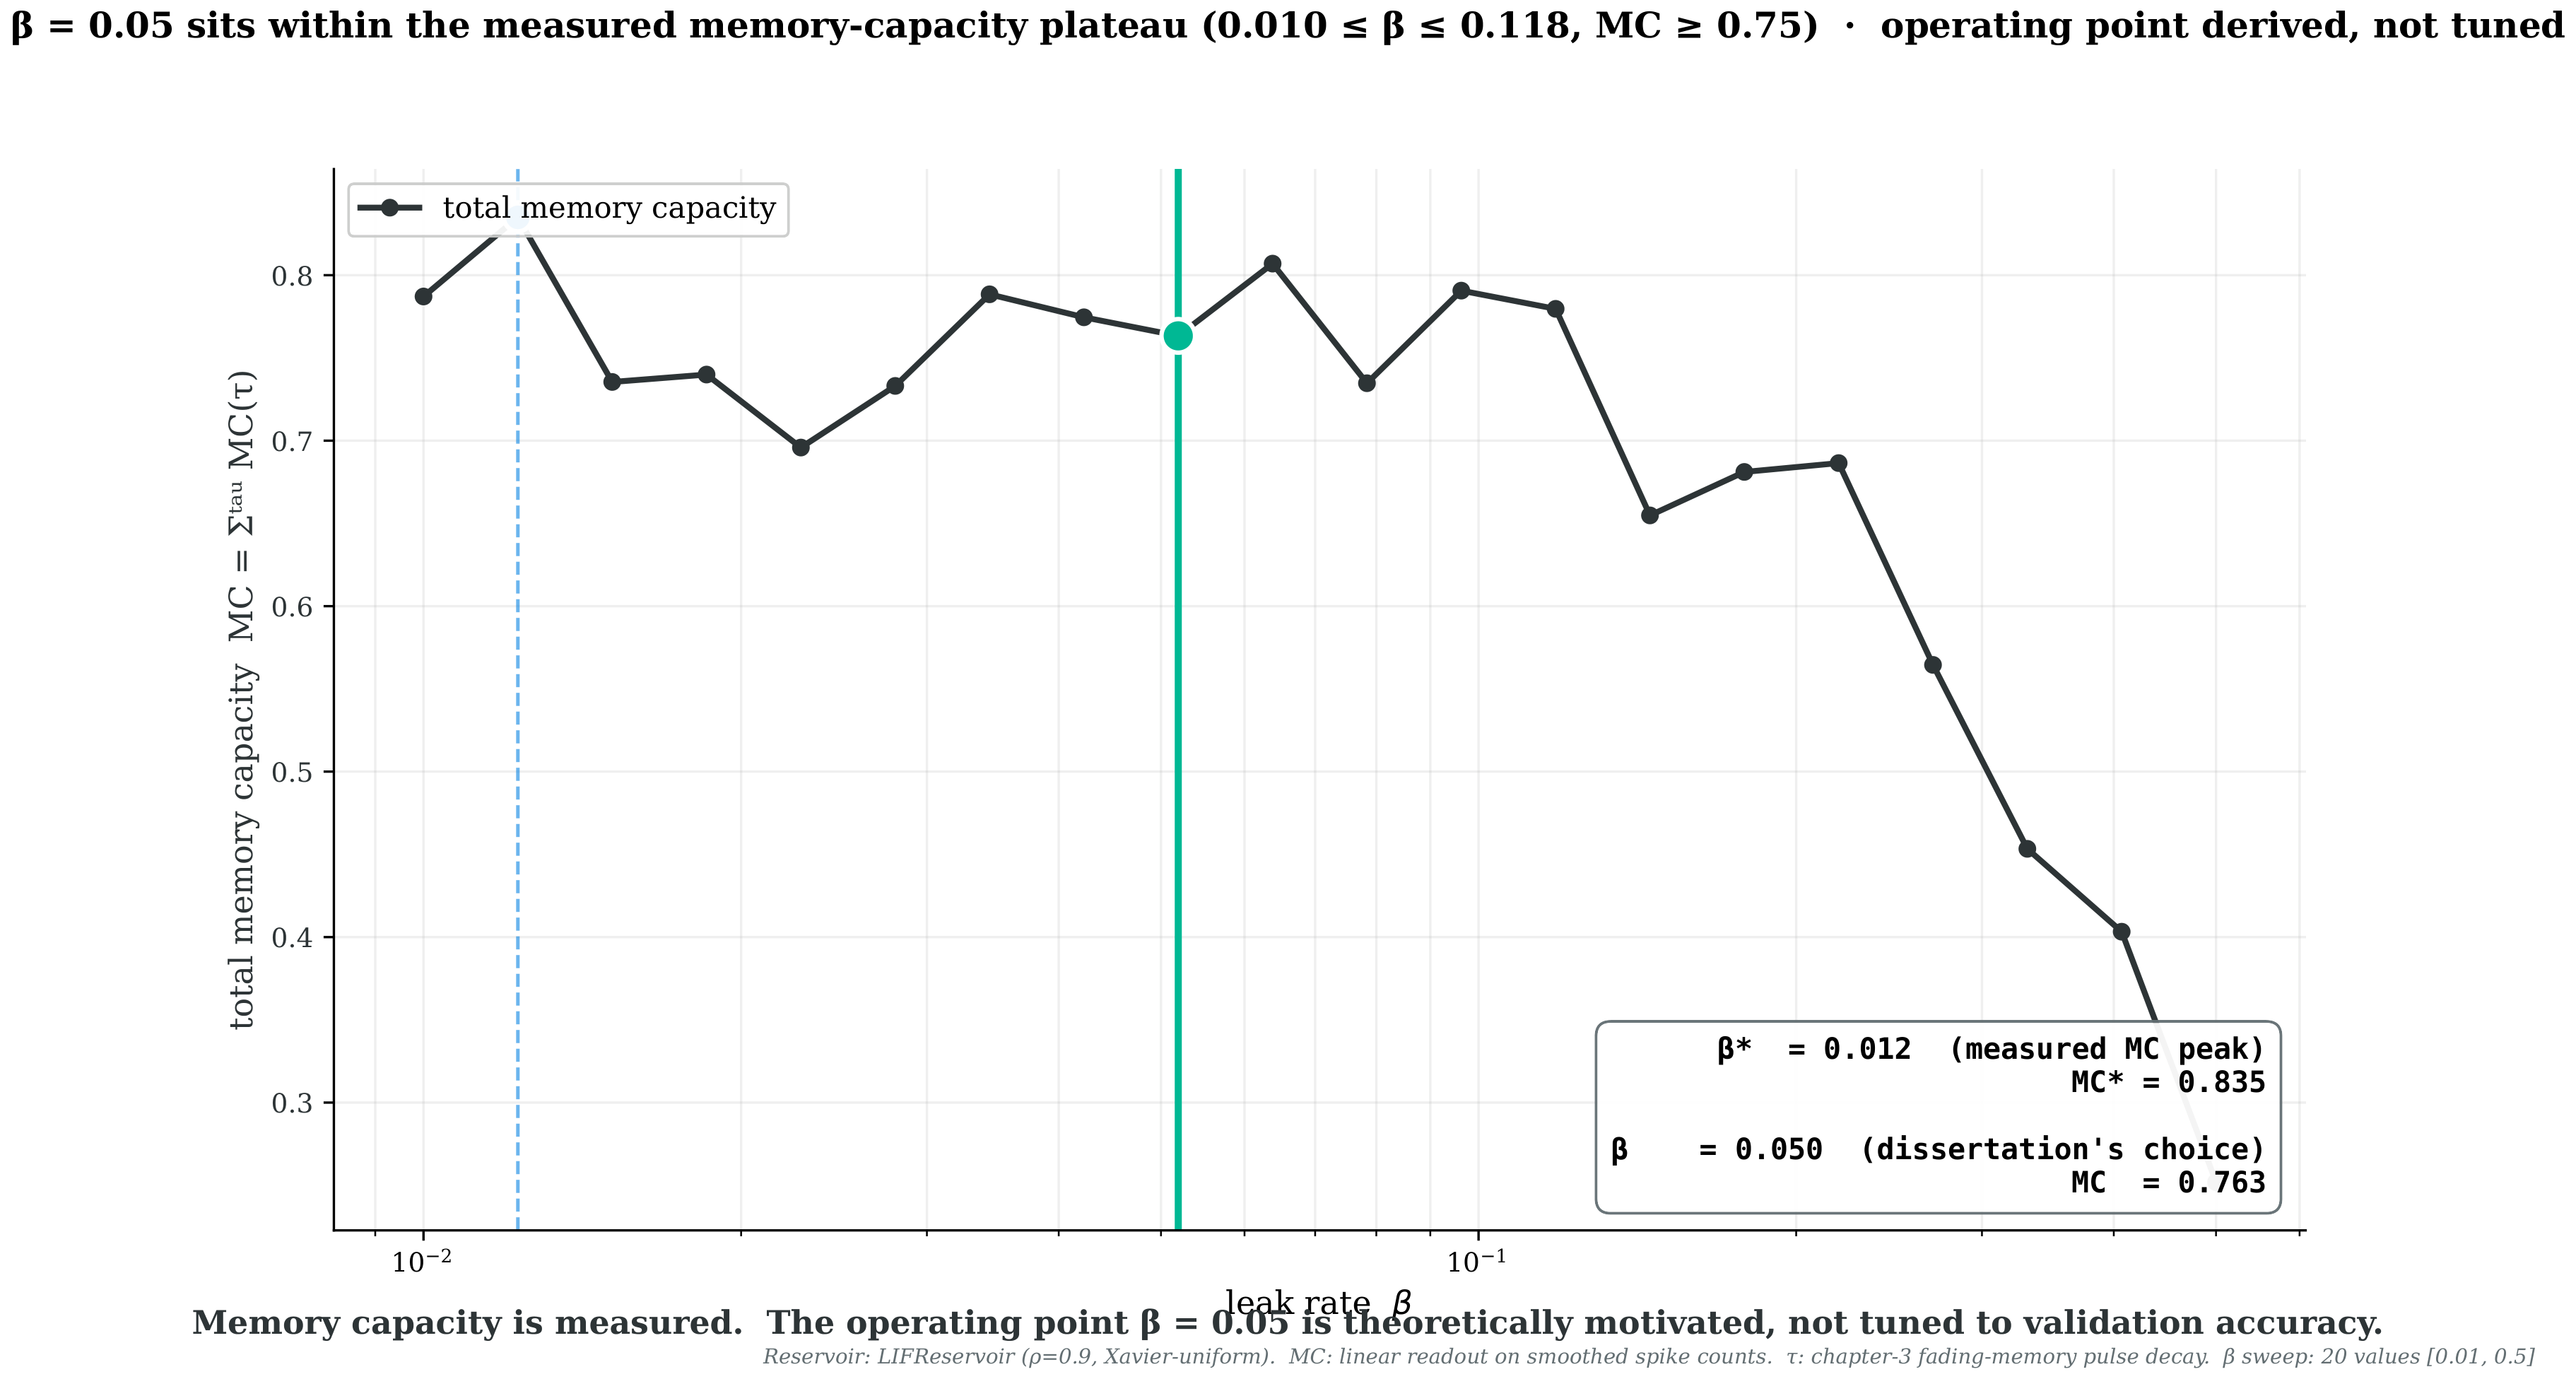 β = 0.05 sits within the measured memory-capacity plateau (0.010 ≤ β ≤ 0.118, MC ≥ 0.75)  ·  operating point derived, not tuned
total memory capacity
total memory capacity  MC = Σᵗᵃᵘ MC(τ)
0.8
0.7
0.6
0.5
0.4
0.3
β*  = 0.012  (measured MC peak)
MC* = 0.835
β    = 0.050  (dissertation's choice)
MC  = 0.763
10⁻²
10⁻¹
leak rate  β
Memory capacity is measured.  The operating point β = 0.05 is theoretically motivated, not tuned to validation accuracy.
Reservoir: LIFReservoir (ρ=0.9, Xavier-uniform).  MC: linear readout on smoothed spike counts.  τ: chapter-3 fading-memory pulse decay.  β sweep: 20 values [0.01, 0.5]